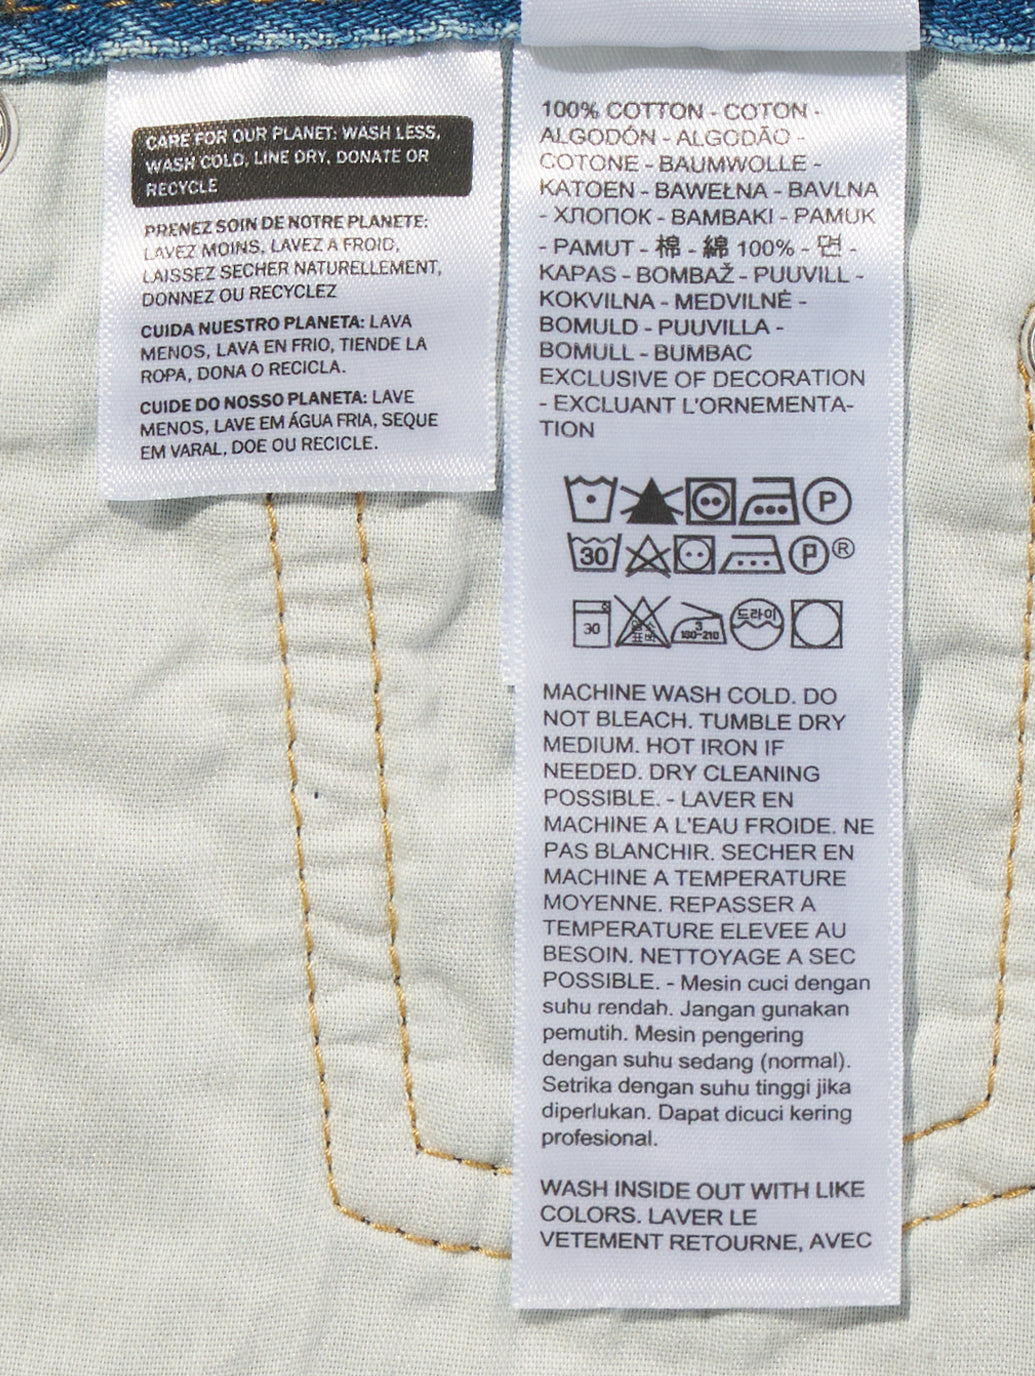 CARE FOR OUR PLANET: WASH LESS,
WASH COLD, LINE DRY, DONATE OR
RECYCLE
PRENEZ SOIN DE NOTRE PLANETE:
LAVEZ MOINS, LAVEZ A FROID,
LAISSEZ SECHER NATURELLEMENT,
DONNEZ OU RECYCLEZ
CUIDA NUESTRO PLANETA: LAVA
MENOS, LAVA EN FRIO, TIENDE LA
ROPA, DONA O RECICLA.
CUIDE DO NOSSO PLANETA: LAVE
MENOS, LAVE EM ÁGUA FRIA, SEQUE
EM VARAL, DOE OU RECICLE.
100% COTTON - COTON -
ALGODÓN - ALGODÃO -
COTONE - BAUMWOLLE -
KATOEN - BAWEŁNA - BAVLNA
- ХЛОПОК - BAMBAKI - PAMUK
- PAMUT - 棉 - 綿 100% - 면 -
KAPAS - BOMBAŽ - PUUVILL -
KOKVILNA - MEDVILNĖ -
BOMULD - PUUVILLA -
BOMULL - BUMBAC
EXCLUSIVE OF DECORATION
- EXCLUANT L'ORNEMENTA-
TION
P
30 P ®
30 염소 표백 3 180-210 드라이
MACHINE WASH COLD. DO
NOT BLEACH. TUMBLE DRY
MEDIUM. HOT IRON IF
NEEDED. DRY CLEANING
POSSIBLE. - LAVER EN
MACHINE A L'EAU FROIDE. NE
PAS BLANCHIR. SECHER EN
MACHINE A TEMPERATURE
MOYENNE. REPASSER A
TEMPERATURE ELEVEE AU
BESOIN. NETTOYAGE A SEC
POSSIBLE. - Mesin cuci dengan
suhu rendah. Jangan gunakan
pemutih. Mesin pengering
dengan suhu sedang (normal).
Setrika dengan suhu tinggi jika
diperlukan. Dapat dicuci kering
profesional.
WASH INSIDE OUT WITH LIKE
COLORS. LAVER LE
VETEMENT RETOURNE, AVEC